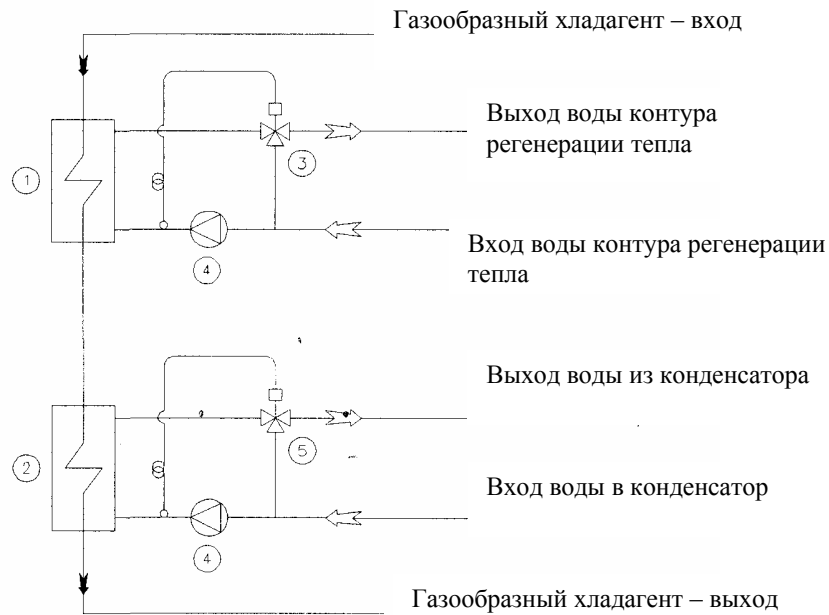 Газообразный хладагент – вход
Выход воды контура
регенерации тепла
3
1
Вход воды контура регенерации
тепла
4
Выход воды из конденсатора
5
2
Вход воды в конденсатор
4
Газообразный хладагент – выход